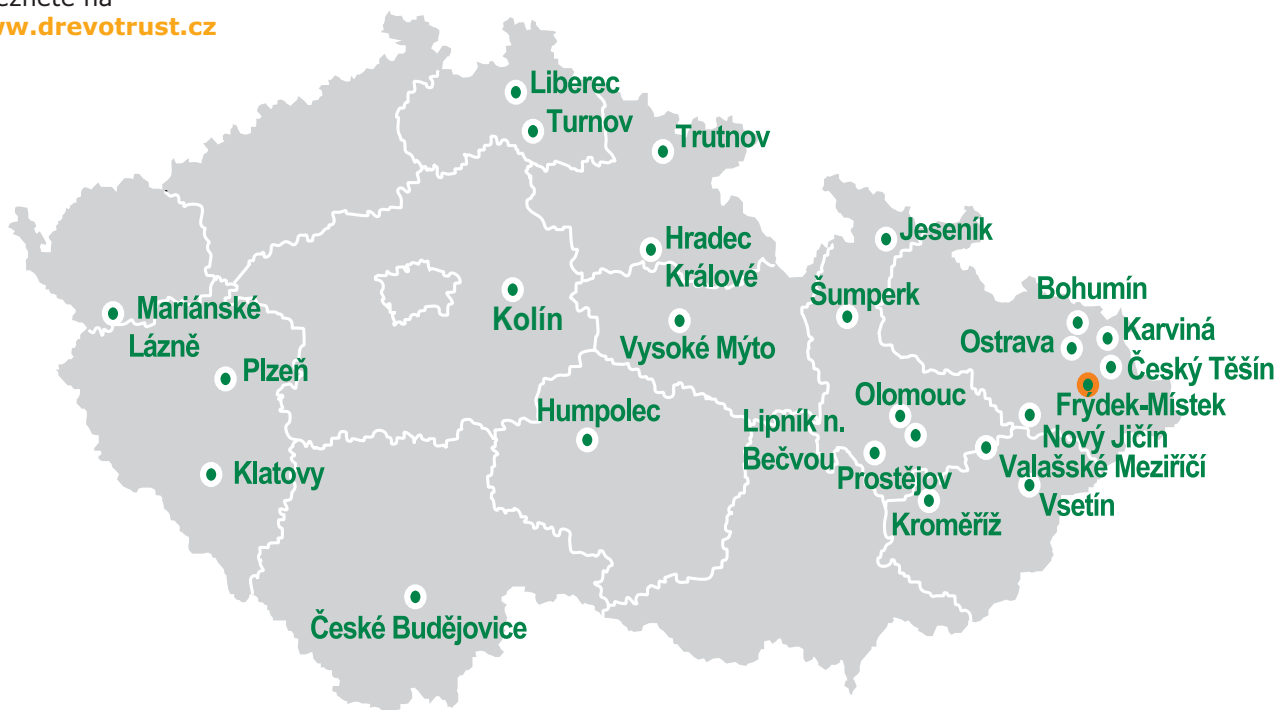 www.drevotrust.cz
Liberec
Turnov
Trutnov
Jeseník
Hradec
Králové
Bohumín
Šumperk
Mariánské
Lázně
Kolín
Karviná
Ostrava
Vysoké Mýto
Český Těšín
Plzeň
Olomouc
Frýdek-Místek
Humpolec
Lipník n.
Bečvou
Nový Jičín
Klatovy
Prostějov
Valašské Meziříčí
Vsetín
Kroměříž
České Budějovice